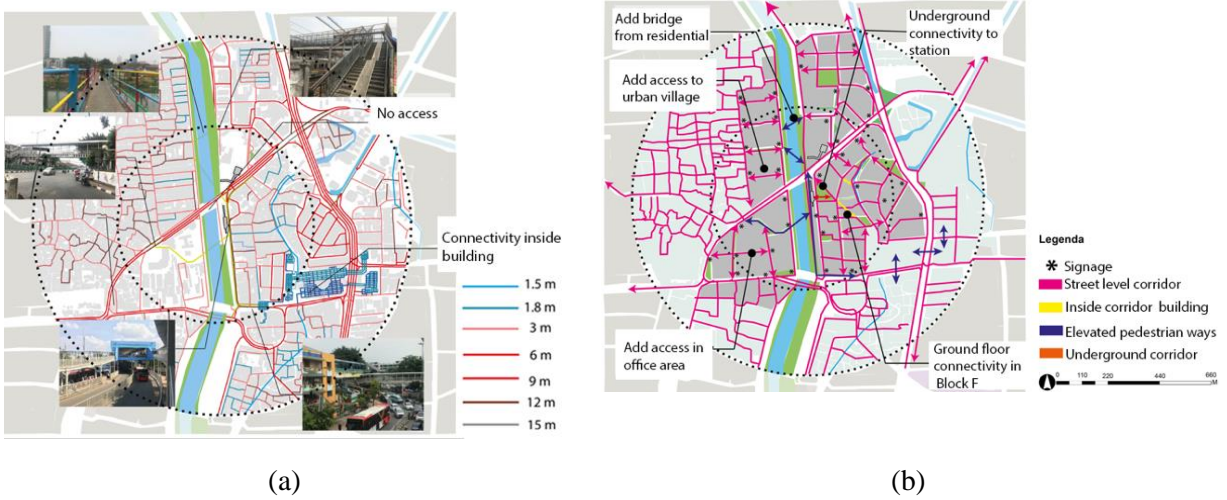 No access
Connectivity inside
building
1.5 m
1.8 m
3 m
6 m
9 m
12 m
15 m
(a)
Add bridge
from residential
Underground
connectivity to
station
Add access to
urban village
Add access in
office area
Ground floor
connectivity in
Block F
Legenda
* Signage
Street level corridor
Inside corridor building
Elevated pedestrian ways
Underground corridor
0 110 220 440 660
M
(b)